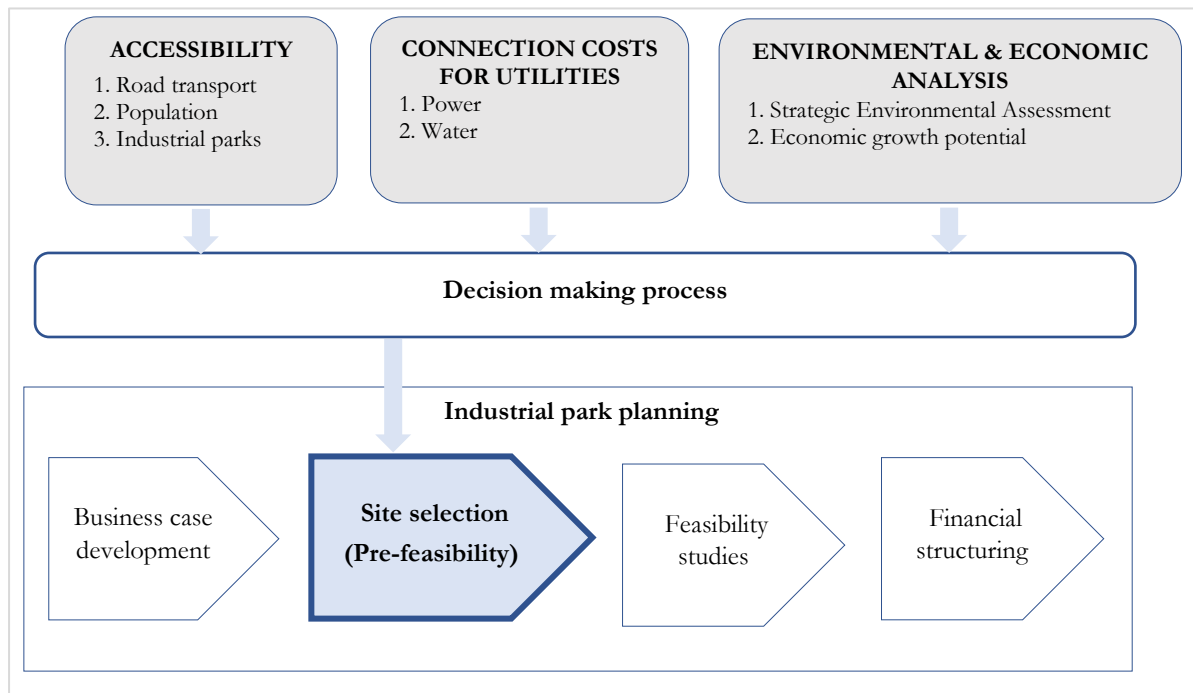 ACCESSIBILITY
1. Road transport
2. Population
3. Industrial parks
CONNECTION COSTS
FOR UTILITIES
1. Power
2. Water
ENVIRONMENTAL & ECONOMIC
ANALYSIS
1. Strategic Environmental Assessment
2. Economic growth potential
Decision making process
Industrial park planning
Business case
development
Site selection
(Pre-feasibility)
Feasibility
studies
Financial
structuring